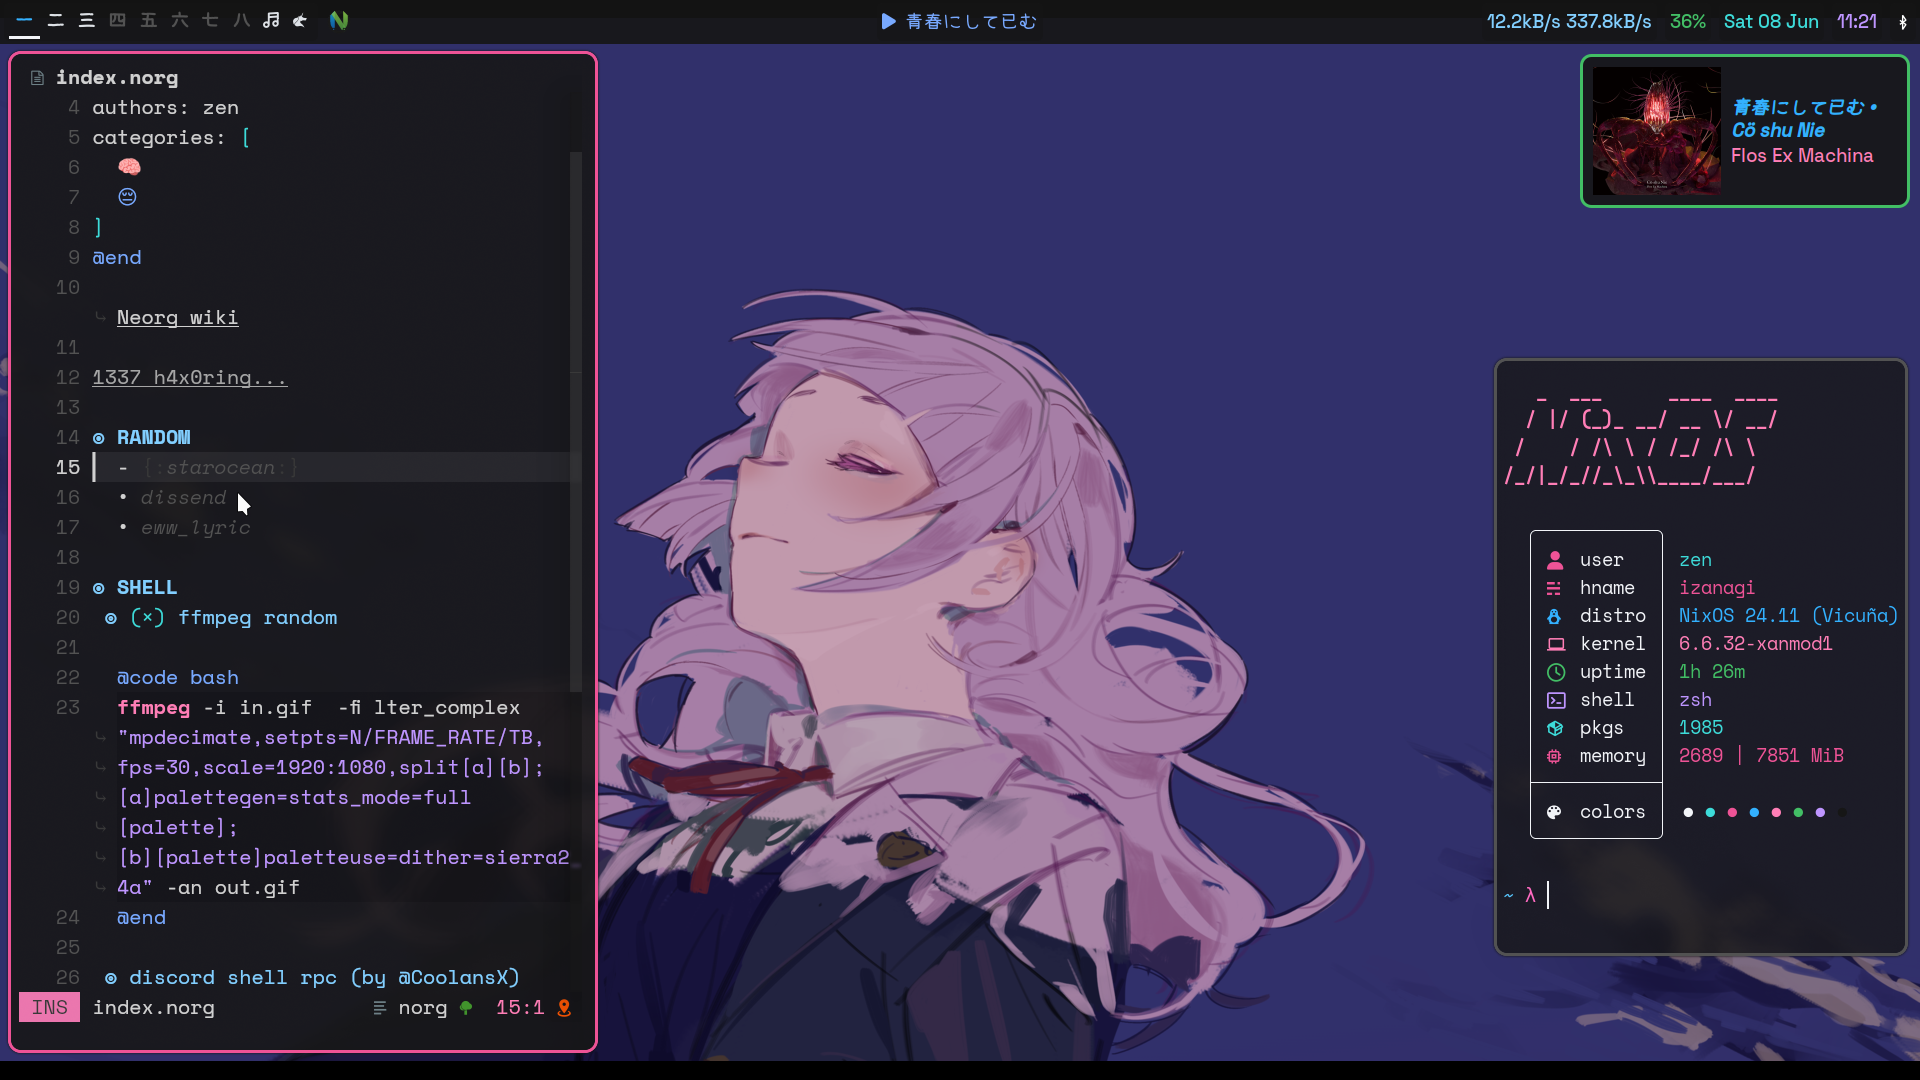 一 二 三 四 五 六 七 八
青春にして已む
12.2kB/s 337.8kB/s 36% Sat 08 Jun 11:21
index.norg
4 authors: zen
5 categories: [
6 🧠
7 😔
8 ]
9 @end
10
Neorg wiki
11
12 1337 h4x0ring...
13
14 RANDOM
15 - {:starocean:}
16 • dissend
17 • eww_lyric
18
19 SHELL
20 (×) ffmpeg random
21
22 @code bash
23 ffmpeg -i in.gif -fi lter_complex
"mpdecimate,setpts=N/FRAME_RATE/TB,
fps=30,scale=1920:1080,split[a][b];
[a]palettegen=stats_mode=full
[palette];
[b][palette]paletteuse=dither=sierra2
4a" -an out.gif
24 @end
25
26 discord shell rpc (by @CoolansX)
INS index.norg norg 15:1
青春にして已む •
Cö shu Nie
Flos Ex Machina
user zen
hname izanagi
distro NixOS 24.11 (Vicuña)
kernel 6.6.32-xanmod1
uptime 1h 26m
shell zsh
pkgs 1985
memory 2689 | 7851 MiB
colors
~ λ